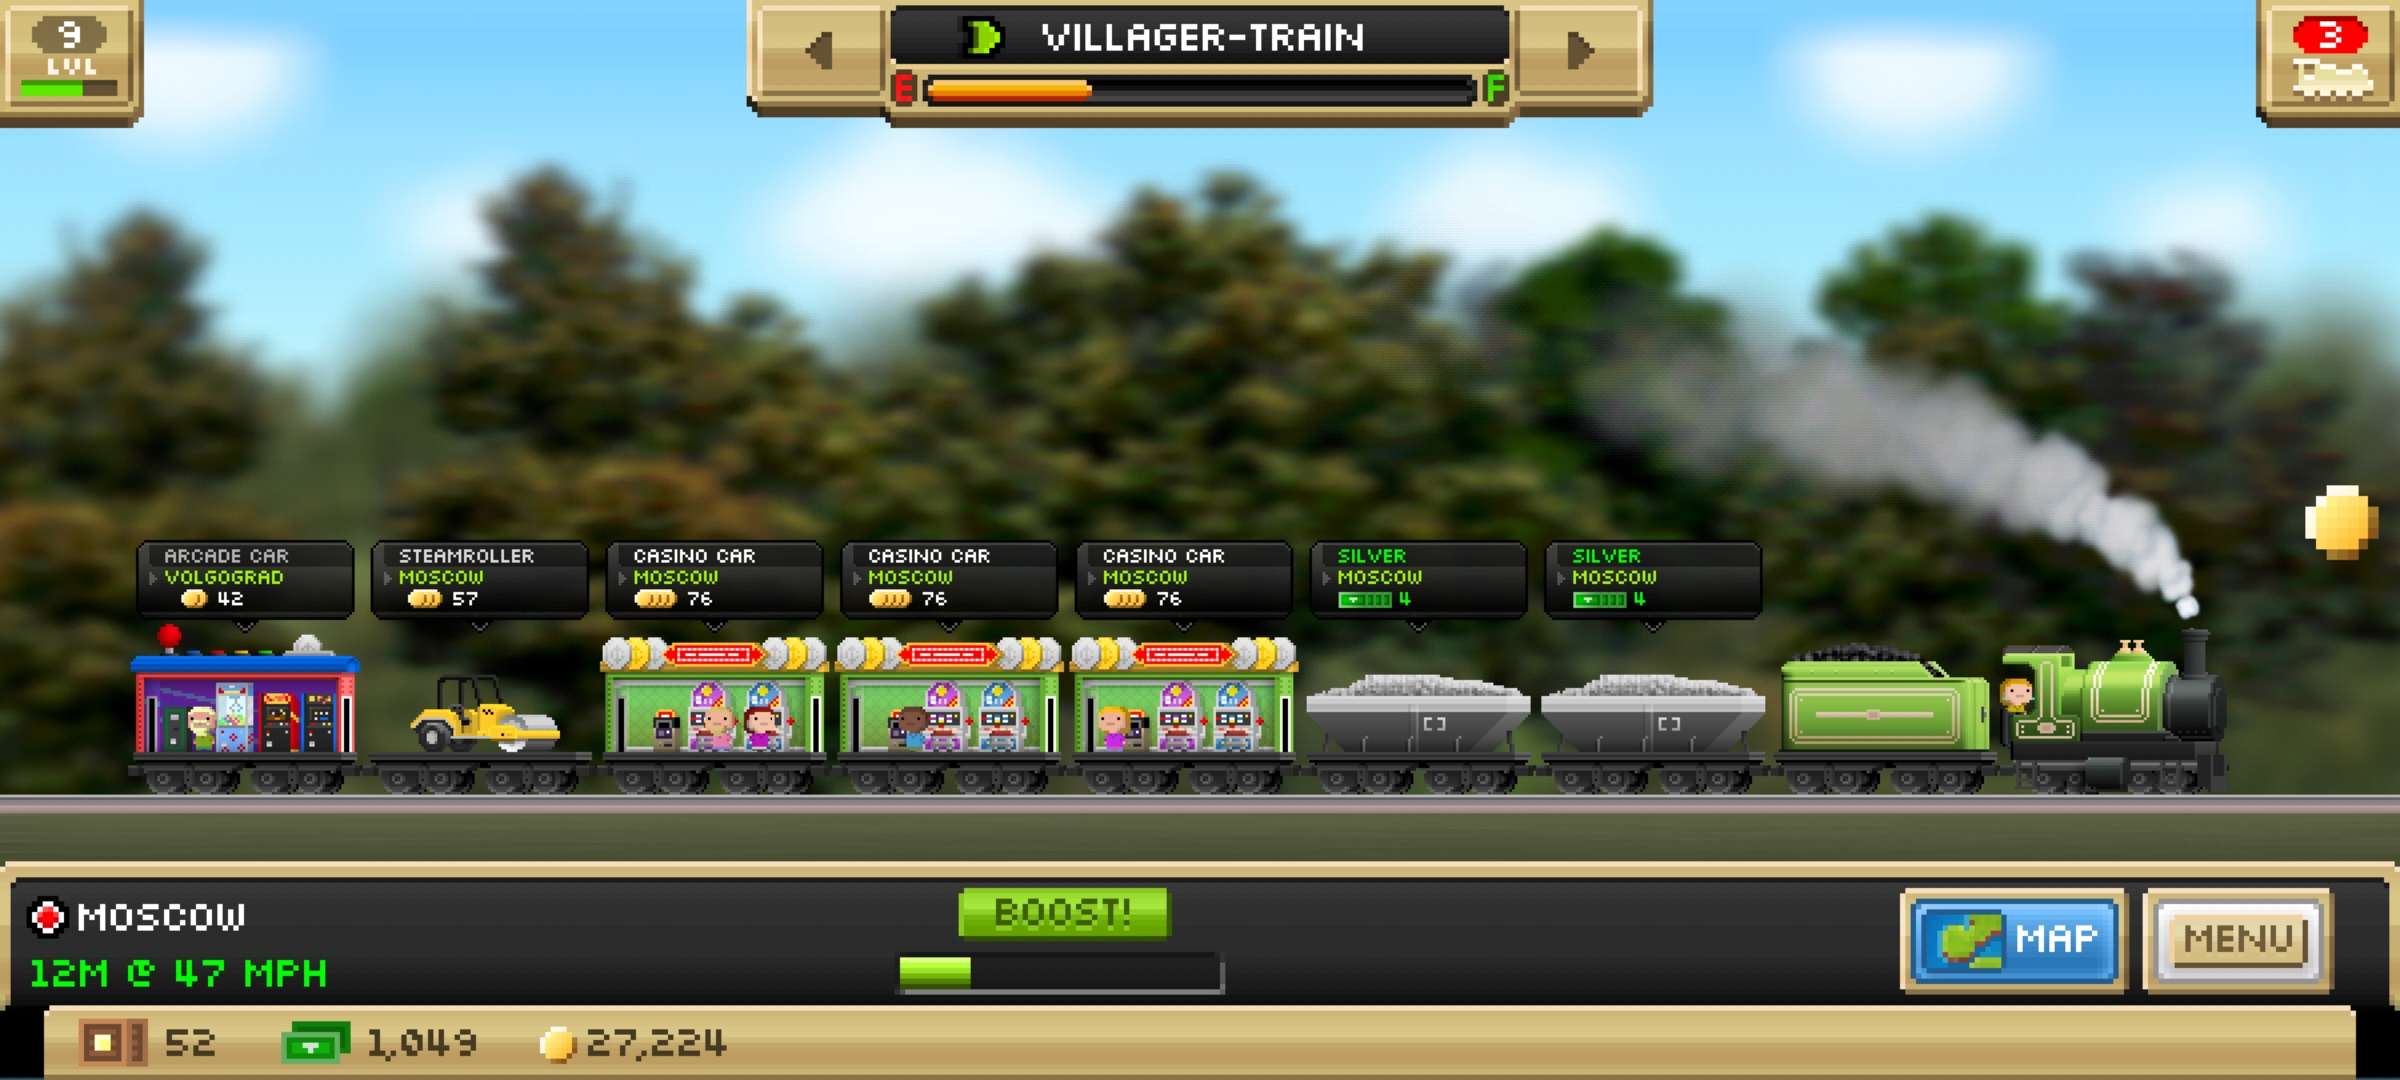 9
LVL
VILLAGER-TRAIN
E F
3
ARCADE CAR
VOLGOGRAD
42
STEAMROLLER
MOSCOW
57
CASINO CAR
MOSCOW
76
CASINO CAR
MOSCOW
76
CASINO CAR
MOSCOW
76
SILVER
MOSCOW
4
SILVER
MOSCOW
4
MOSCOW
12M @ 47 MPH
BOOST!
MAP
MENU
52
1,049
27,224